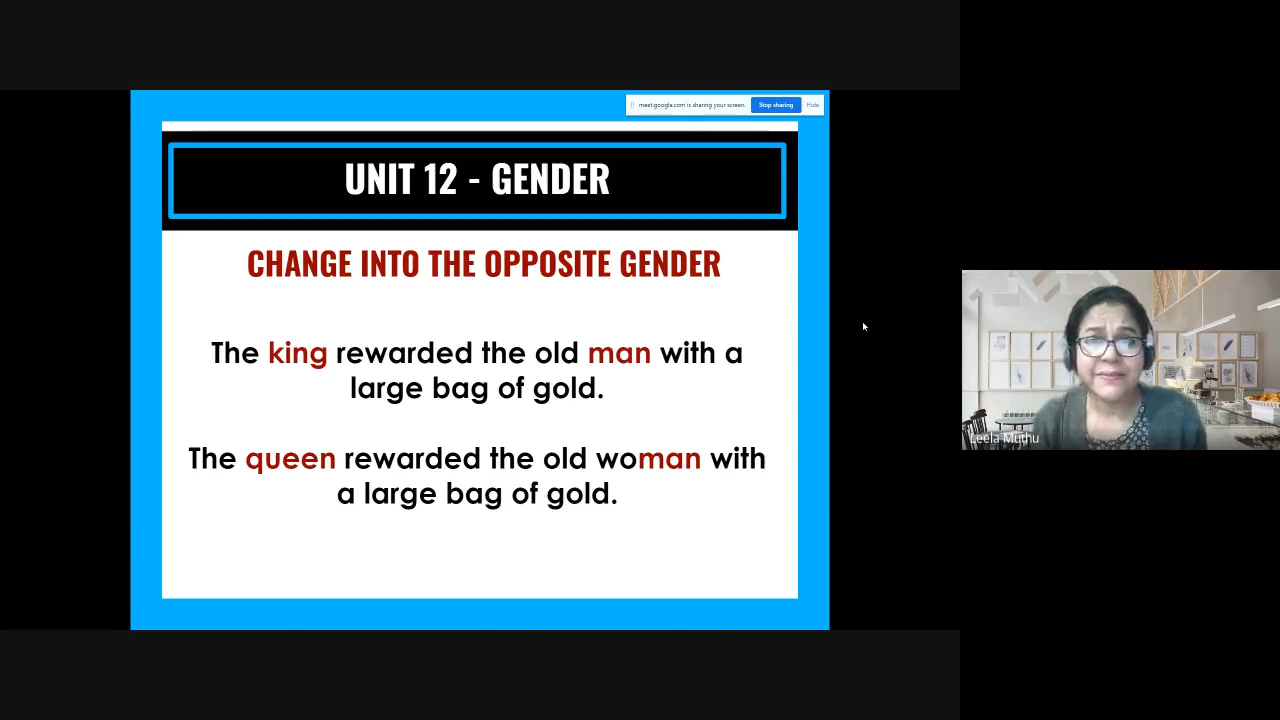 meet.google.com is sharing your screen. Stop sharing Hide
UNIT 12 - GENDER
CHANGE INTO THE OPPOSITE GENDER
The king rewarded the old man with a
large bag of gold.
The queen rewarded the old woman with
a large bag of gold.
Leela Muthu